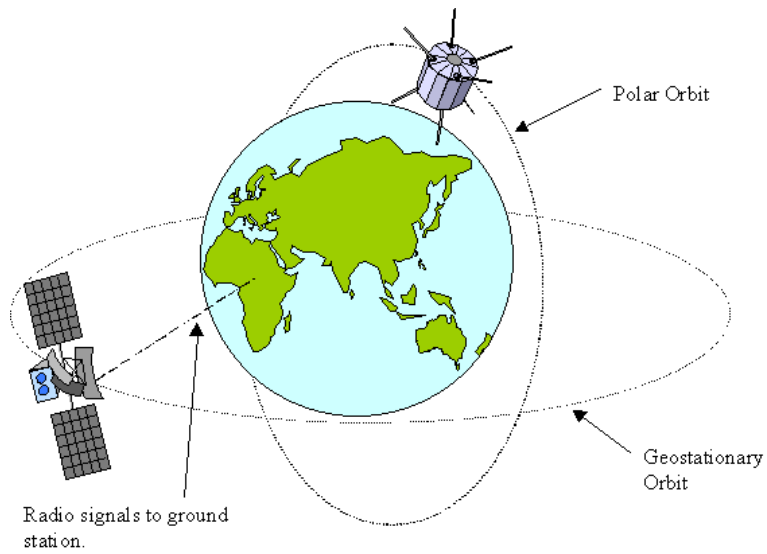 Polar Orbit
Geostationary
Orbit
Radio signals to ground
station.